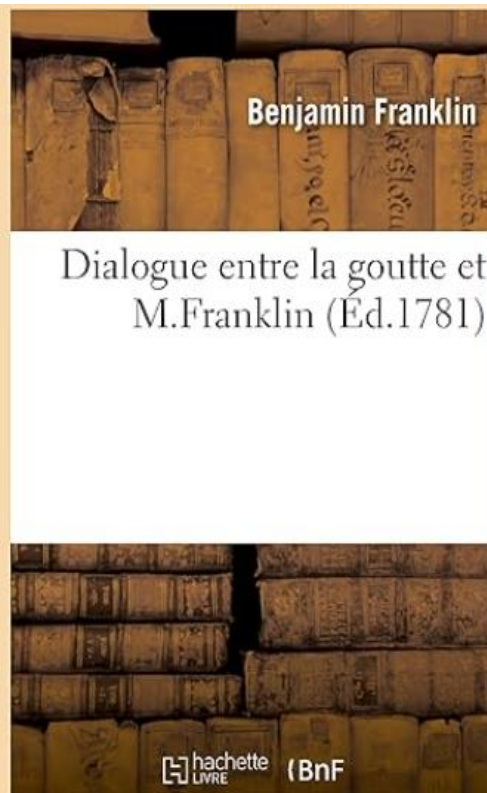 Benjamin Franklin
Dialogue entre la goutte et
M.Franklin (Éd.1781)
hachette
LIVRE
(BnF